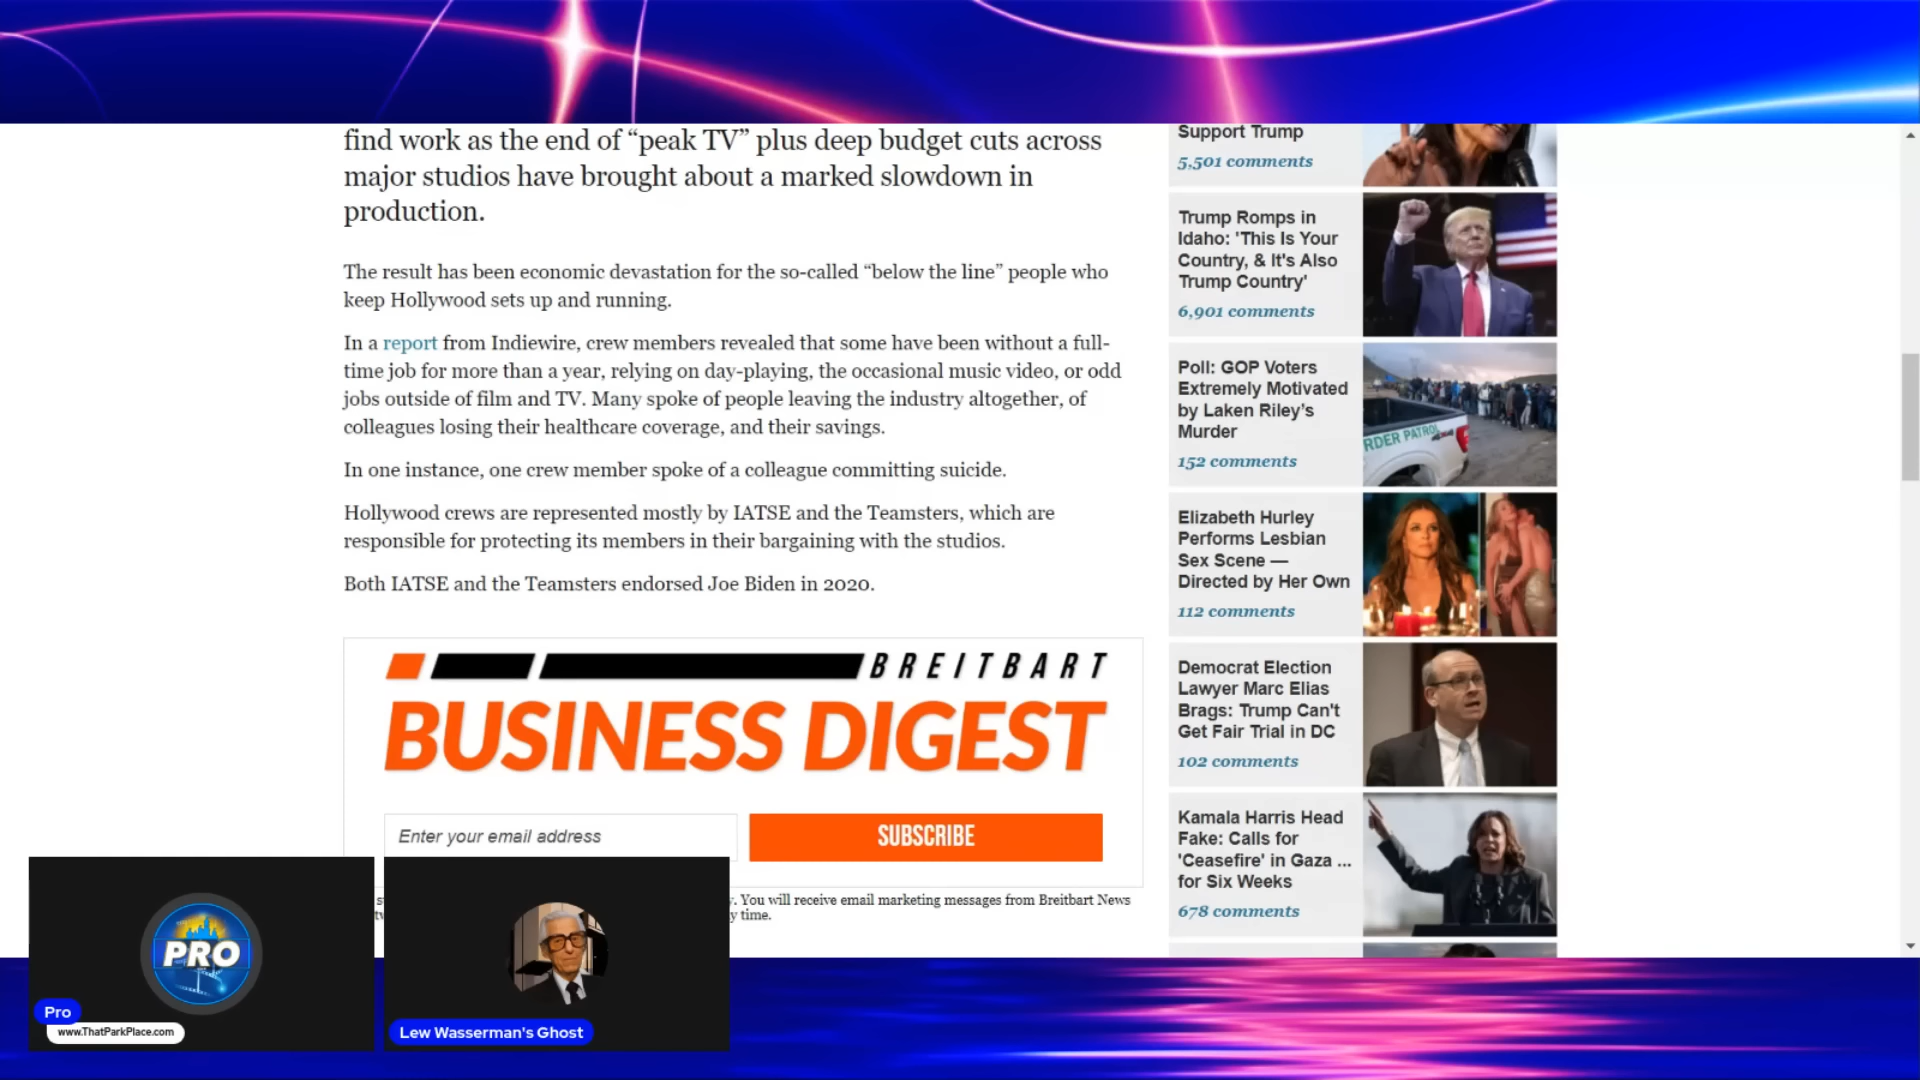 find work as the end of “peak TV” plus deep budget cuts across
major studios have brought about a marked slowdown in
production.
The result has been economic devastation for the so-called “below the line” people who
keep Hollywood sets up and running.
In a report from Indiewire, crew members revealed that some have been without a full-
time job for more than a year, relying on day-playing, the occasional music video, or odd
jobs outside of film and TV. Many spoke of people leaving the industry altogether, of
colleagues losing their healthcare coverage, and their savings.
In one instance, one crew member spoke of a colleague committing suicide.
Hollywood crews are represented mostly by IATSE and the Teamsters, which are
responsible for protecting its members in their bargaining with the studios.
Both IATSE and the Teamsters endorsed Joe Biden in 2020.
BREITBART
BUSINESS DIGEST
Enter your email address
SUBSCRIBE
. You will receive email marketing messages from Breitbart News
y time.
Support Trump
5,501 comments
Trump Romps in
Idaho: 'This Is Your
Country, & It's Also
Trump Country'
6,901 comments
Poll: GOP Voters
Extremely Motivated
by Laken Riley’s
Murder
152 comments
RDER PATROL
Elizabeth Hurley
Performs Lesbian
Sex Scene —
Directed by Her Own
112 comments
Democrat Election
Lawyer Marc Elias
Brags: Trump Can't
Get Fair Trial in DC
102 comments
Kamala Harris Head
Fake: Calls for
'Ceasefire' in Gaza ...
for Six Weeks
678 comments
PRO
Pro
www.ThatParkPlace.com
Lew Wasserman's Ghost